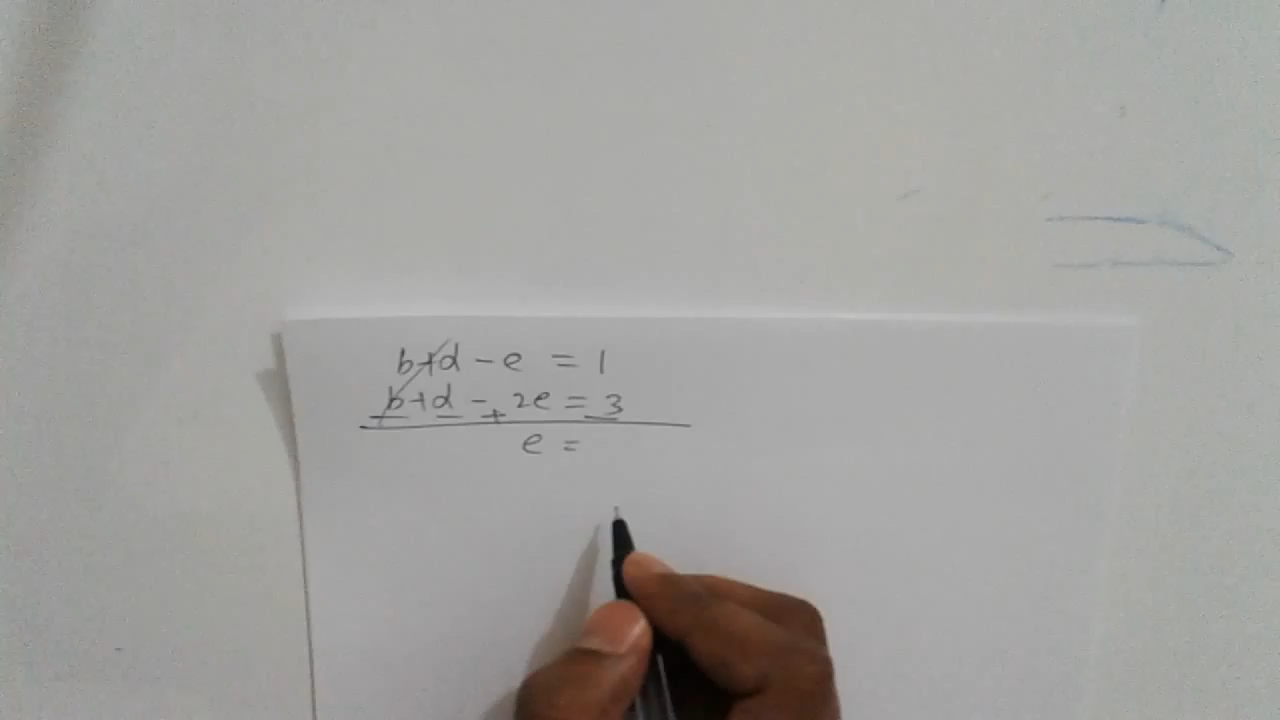 b+d - e = 1
b+d - 2e = 3
— — + —
e =